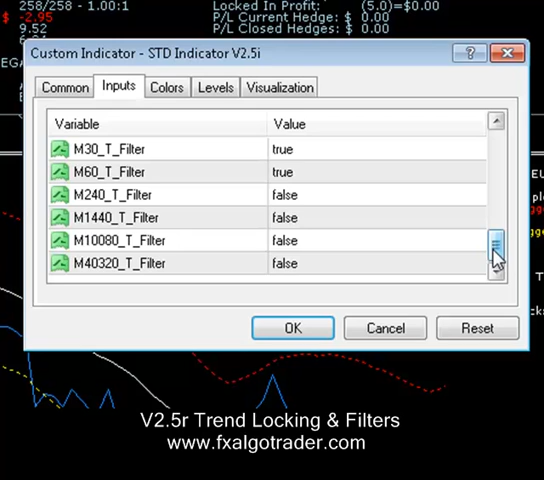 258/258 - 1.00:1
Locked In Profit: (5.0)=$0.00
$ -2.95
P/L Current Hedge: $ 0.00
9.52
P/L Closed Hedges: $ 0.00
Custom Indicator - STD Indicator V2.5i
Common
Inputs
Colors
Levels
Visualization
Variable
Value
M30_T_Filter
true
M60_T_Filter
true
M240_T_Filter
false
M1440_T_Filter
false
M10080_T_Filter
false
M40320_T_Filter
false
OK
Cancel
Reset
V2.5r Trend Locking & Filters
www.fxalgotrader.com